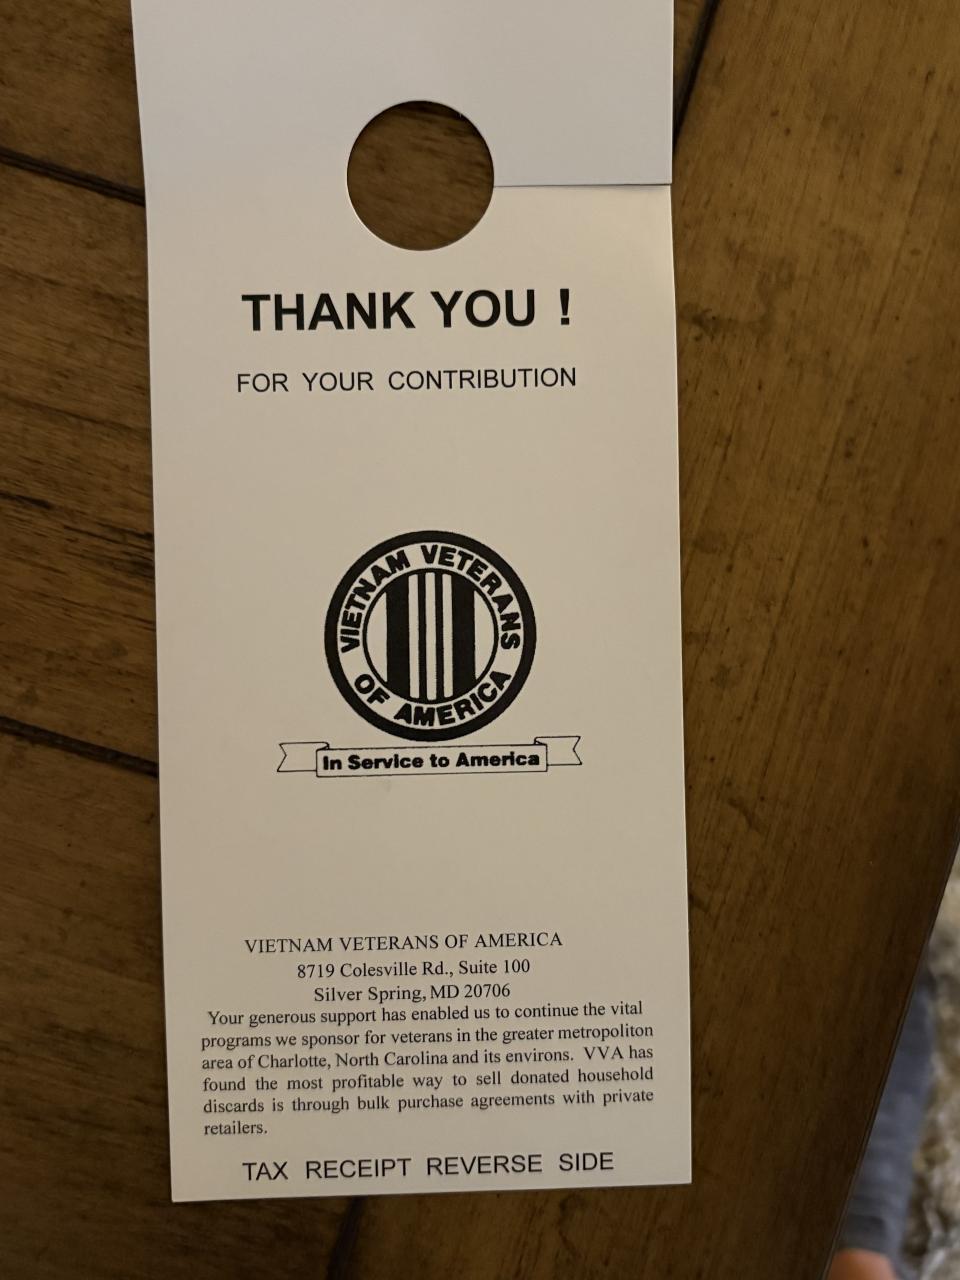 THANK YOU !
FOR YOUR CONTRIBUTION
VIETNAM VETERANS
OF AMERICA
In Service to America
VIETNAM VETERANS OF AMERICA
8719 Colesville Rd., Suite 100
Silver Spring, MD 20706
Your generous support has enabled us to continue the vital
programs we sponsor for veterans in the greater metropoliton
area of Charlotte, North Carolina and its environs. VVA has
found the most profitable way to sell donated household
discards is through bulk purchase agreements with private
retailers.
TAX RECEIPT REVERSE SIDE